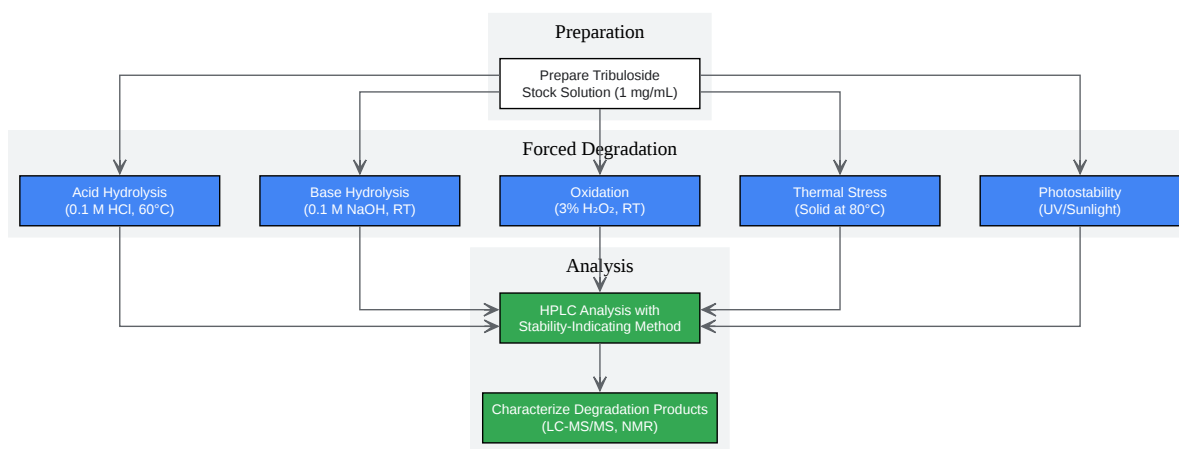 Preparation
Prepare Tribuloside
Stock Solution (1 mg/mL)
Forced Degradation
Acid Hydrolysis
(0.1 M HCl, 60°C)
Base Hydrolysis
(0.1 M NaOH, RT)
Oxidation
(3% H₂O₂, RT)
Thermal Stress
(Solid at 80°C)
Photostability
(UV/Sunlight)
Analysis
HPLC Analysis with
Stability-Indicating Method
Characterize Degradation Products
(LC-MS/MS, NMR)